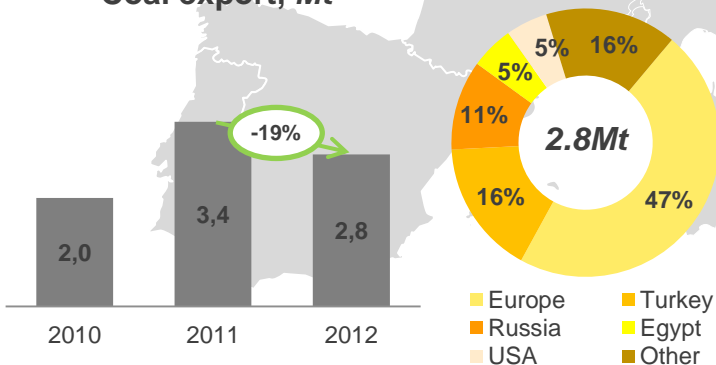 Coal export, Mt
-19%
2,0
3,4
2,8
2010
2011
2012
5%
16%
5%
11%
2.8Mt
16%
47%
Europe
Turkey
Russia
Egypt
USA
Other